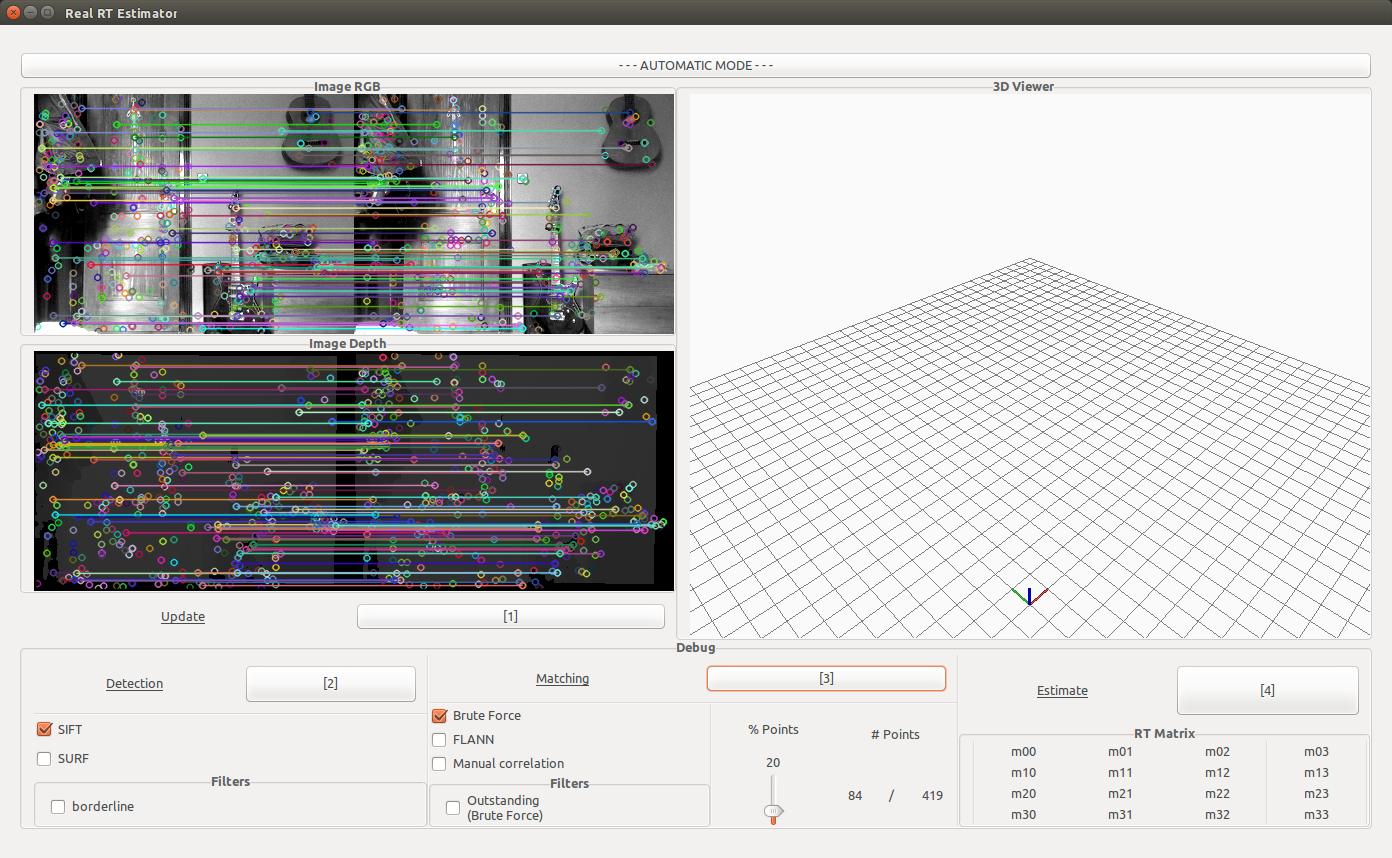 Real RT Estimator
- - - AUTOMATIC MODE - - -
Image RGB
3D Viewer
Image Depth
Update
[1]
Debug
Detection
[2]
Matching
[3]
Estimate
[4]
SIFT
SURF
Filters
borderline
Brute Force
FLANN
Manual correlation
Filters
Outstanding
(Brute Force)
% Points
# Points
20
84 / 419
RT Matrix
m00 m01 m02 m03
m10 m11 m12 m13
m20 m21 m22 m23
m30 m31 m32 m33